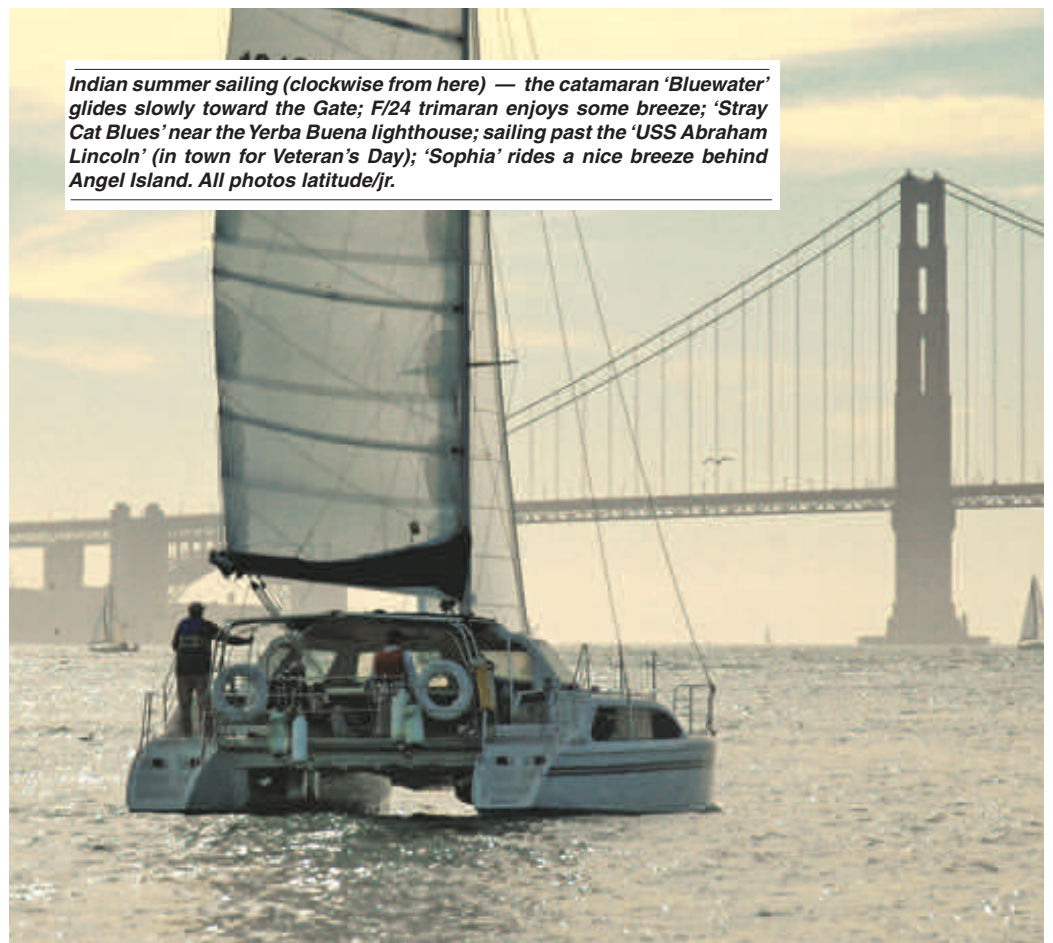 Indian summer sailing (clockwise from here) — the catamaran ‘Bluewater’
glides slowly toward the Gate; F/24 trimaran enjoys some breeze; ‘Stray
Cat Blues’ near the Yerba Buena lighthouse; sailing past the ‘USS Abraham
Lincoln’ (in town for Veteran’s Day); ‘Sophia’ rides a nice breeze behind
Angel Island. All photos latitude/jr.